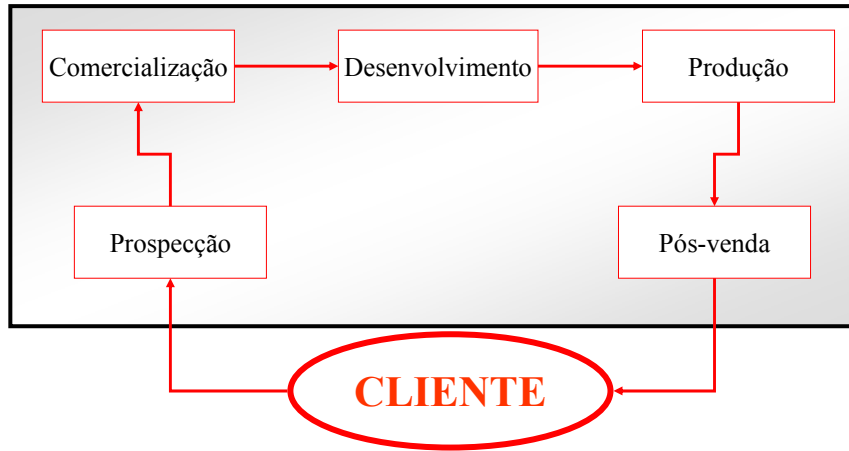 Comercialização
Desenvolvimento
Produção
Prospecção
Pós-venda
CLIENTE